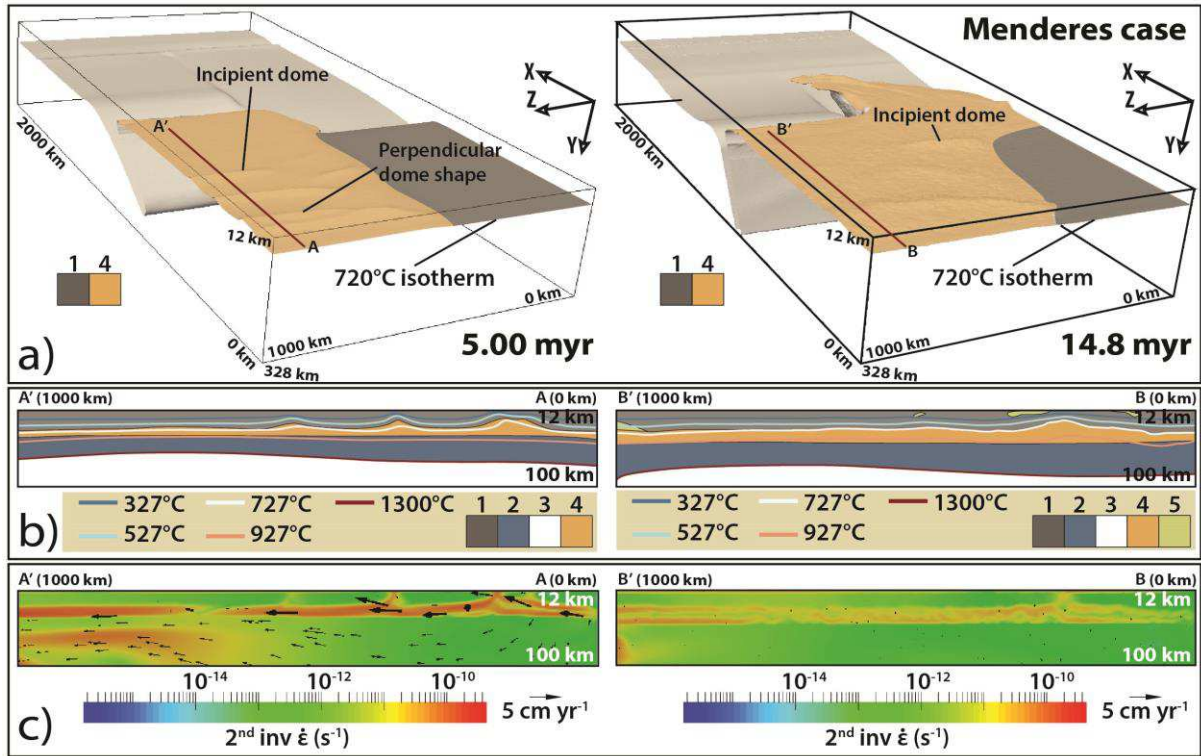 Menderes case
Incipient dome
A'
Perpendicular
dome shape
2000 km
12 km
A
1 4
720°C isotherm
0 km
0 km
1000 km
328 km
X
Z
Y
5.00 myr
a)
Incipient dome
B'
2000 km
12 km
B
1 4
720°C isotherm
0 km
0 km
1000 km
328 km
X
Z
Y
14.8 myr
A' (1000 km) A (0 km)
12 km
100 km
327°C 727°C 1300°C
527°C 927°C
1 2 3 4
b)
B' (1000 km) B (0 km)
12 km
100 km
327°C 727°C 1300°C
527°C 927°C
1 2 3 4 5
A' (1000 km) A (0 km)
12 km
100 km
10-14 10-12 10-10
5 cm yr-1
2nd inv ε̇ (s-1)
c)
B' (1000 km) B (0 km)
12 km
100 km
10-14 10-12 10-10
5 cm yr-1
2nd inv ε̇ (s-1)